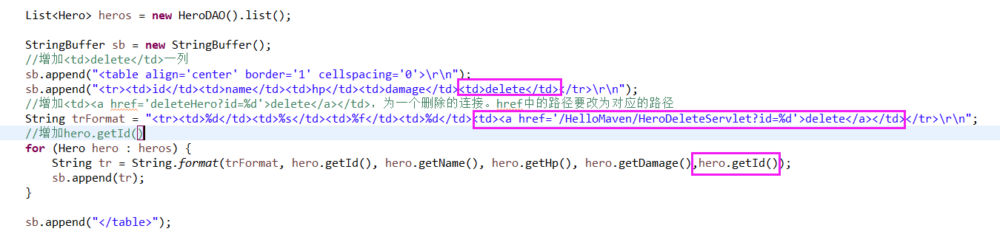 List<Hero> heros = new HeroDAO().list();
StringBuffer sb = new StringBuffer();
//增加<td>delete</td>一列
sb.append("<table align='center' border='1' cellspacing='0'>\r\n");
sb.append("<tr><td>id</td><td>name</td><td>hp</td><td>damage</td><td>delete</td></tr>\r\n");
//增加<td><a href='deleteHero?id=%d'>delete</a></td>，为一个删除的连接。href中的路径要改为对应的路径
String trFormat = "<tr><td>%d</td><td>%s</td><td>%f</td><td>%d</td><td><a href='/HelloMaven/HeroDeleteServlet?id=%d'>delete</a></td></tr>\r\n";
//增加hero.getId()
for (Hero hero : heros) {
String tr = String.format(trFormat, hero.getId(), hero.getName(), hero.getHp(), hero.getDamage(),hero.getId());
sb.append(tr);
}
sb.append("</table>");